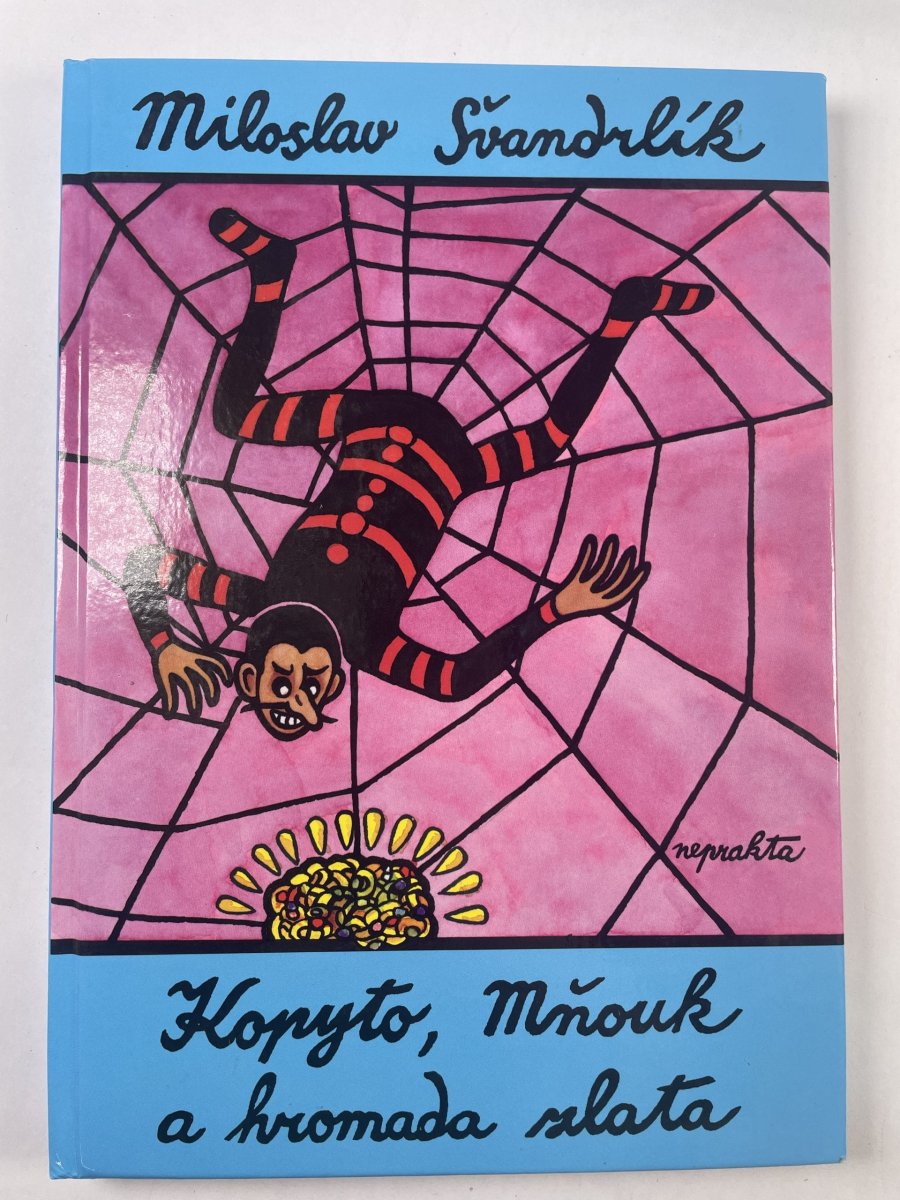 Miloslav Švandrlík
neprakta
Kopyto, Mňouk
a hromada zlata